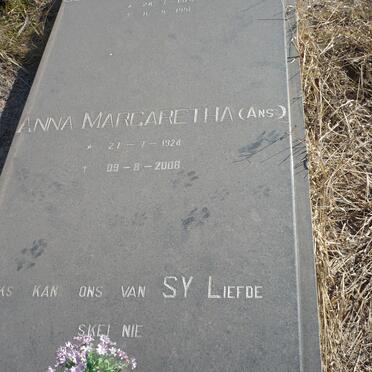 ANNA MARGARETHA (ANS)
* 27 - 7 - 1924
† 09 - 8 - 2008
KAN ONS VAN SY LIEFDE
SKEI NIE